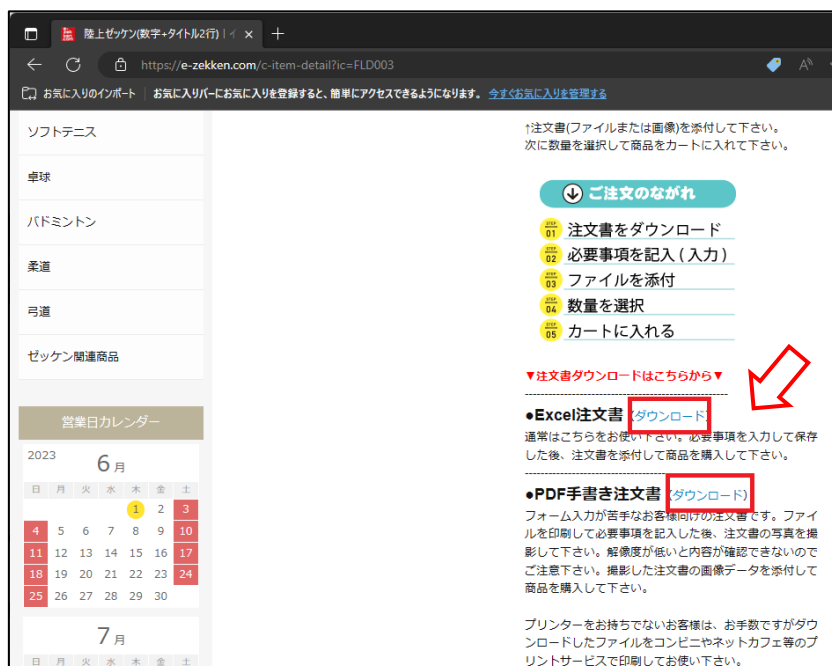 陸上ゼッケン(数字+タイトル2行) | イ
https://e-zekken.com/c-item-detail?ic=FLD003
お気に入りのインポート
お気に入りバーにお気に入りを登録すると、簡単にアクセスできるようになります。 今すぐお気に入りを管理する
ソフトテニス
卓球
バドミントン
柔道
弓道
ゼッケン関連商品
営業日カレンダー
2023 6月
日 月 火 水 木 金 土
1 2 3
4 5 6 7 8 9 10
11 12 13 14 15 16 17
18 19 20 21 22 23 24
25 26 27 28 29 30
7月
日 月 火 水 木 金 土
↑注文書(ファイルまたは画像)を添付して下さい。
次に数量を選択して商品をカートに入れて下さい。
ご注文のながれ
STEP 01 注文書をダウンロード
STEP 02 必要事項を記入(入力)
STEP 03 ファイルを添付
STEP 04 数量を選択
STEP 05 カートに入れる
▼注文書ダウンロードはこちらから▼
●Excel注文書（ダウンロード）
通常はこちらをお使い下さい。必要事項を入力して保存
した後、注文書を添付して商品を購入して下さい。
●PDF手書き注文書（ダウンロード）
フォーム入力が苦手なお客様向けの注文書です。ファイ
ルを印刷して必要事項を記入した後、注文書の写真を撮
影して下さい。解像度が低いと内容が確認できないので
ご注意下さい。撮影した注文書の画像データを添付して
商品を購入して下さい。
プリンターをお持ちでないお客様は、お手数ですがダウ
ンロードしたファイルをコンビニやネットカフェ等のプ
リントサービスで印刷してお使い下さい。